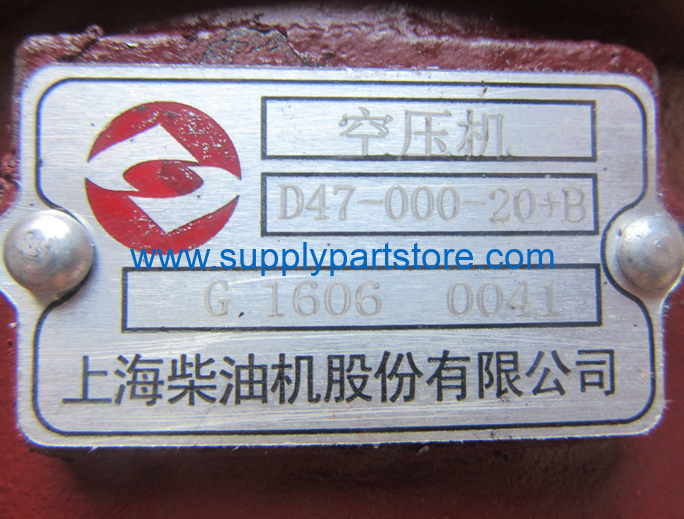 空压机
D47-000-20+B
www.supplypartstore.com
G 1606 0041
上海柴油机股份有限公司